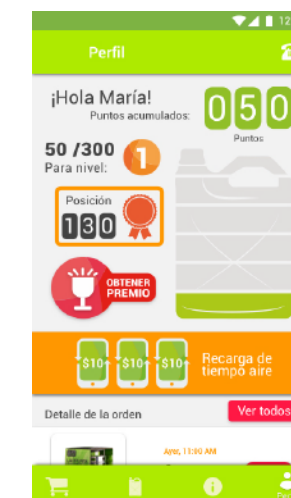 12
Perfil
¡Hola María!
Puntos acumulados:
050
Puntos
50 /300
Para nivel:
1
Posición
130
OBTENER
PREMIO
$10 $10 $10
Recarga de
tiempo aire
Detalle de la orden
Ver todos
Ayer, 11:00 AM